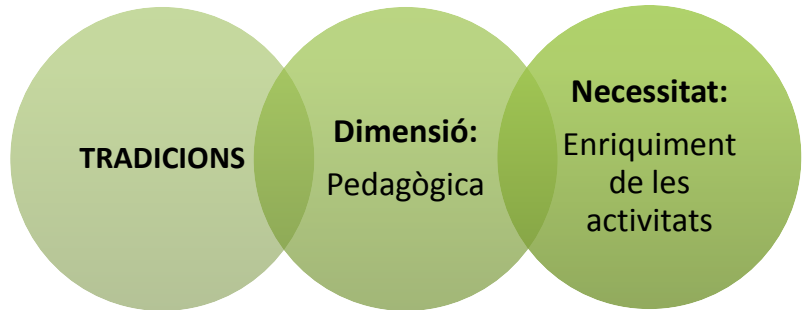 TRADICIONS
Dimensió:
Pedagògica
Necessitat:
Enriquiment
de les
activitats